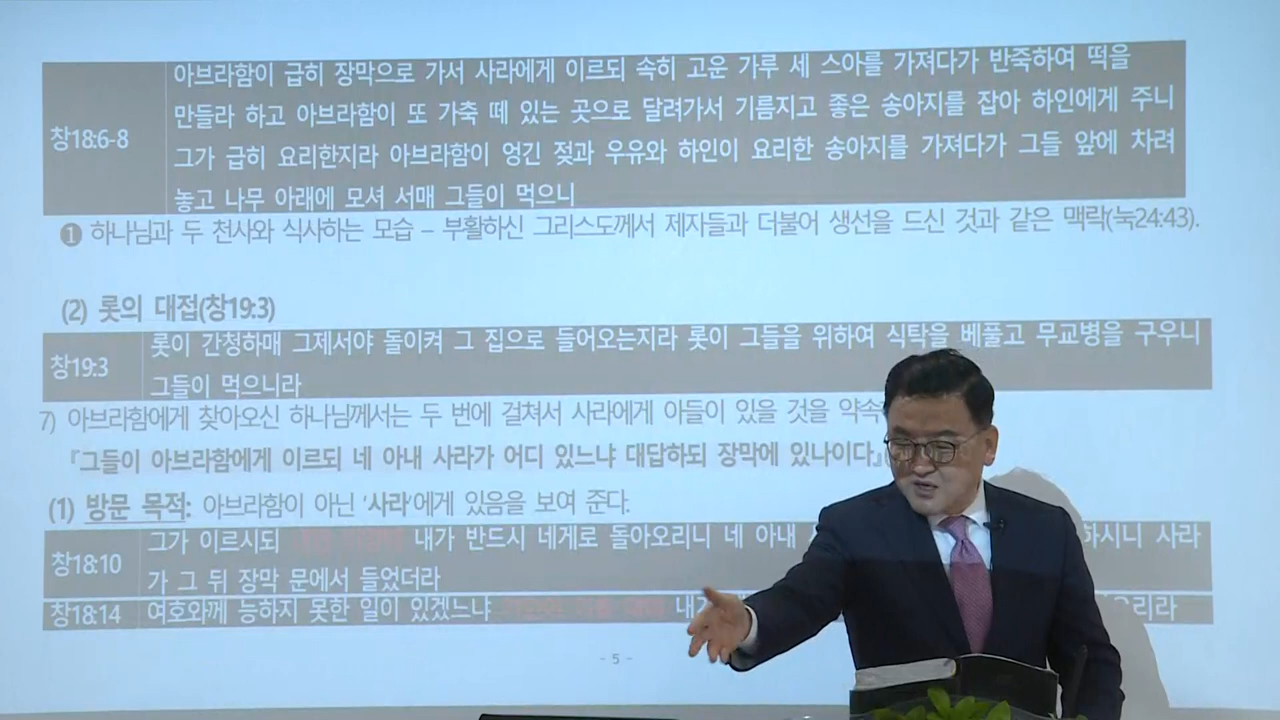 창18:6-8
아브라함이 급히 장막으로 가서 사라에게 이르되 속히 고운 가루 세 스아를 가져다가 반죽하여 떡을
만들라 하고 아브라함이 또 가축 떼 있는 곳으로 달려가서 기름지고 좋은 송아지를 잡아 하인에게 주니
그가 급히 요리한지라 아브라함이 엉긴 젖과 우유와 하인이 요리한 송아지를 가져다가 그들 앞에 차려
놓고 나무 아래에 모셔 서매 그들이 먹으니
❶ 하나님과 두 천사와 식사하는 모습 – 부활하신 그리스도께서 제자들과 더불어 생선을 드신 것과 같은 맥락(눅24:43).
(2) 롯의 대접(창19:3)
창19:3
롯이 간청하매 그제서야 돌이켜 그 집으로 들어오는지라 롯이 그들을 위하여 식탁을 베풀고 무교병을 구우니
그들이 먹으니라
7) 아브라함에게 찾아오신 하나님께서는 두 번에 걸쳐서 사라에게 아들이 있을 것을 약속
『그들이 아브라함에게 이르되 네 아내 사라가 어디 있느냐 대답하되 장막에 있나이다』
(1) 방문 목적: 아브라함이 아닌 '사라'에게 있음을 보여 준다.
창18:10
그가 이르시되 내가 반드시 네게로 돌아오리니 네 아내 하시니 사라
가 그 뒤 장막 문에서 들었더라
창18:14 여호와께 능하지 못한 일이 있겠느냐
- 5 -